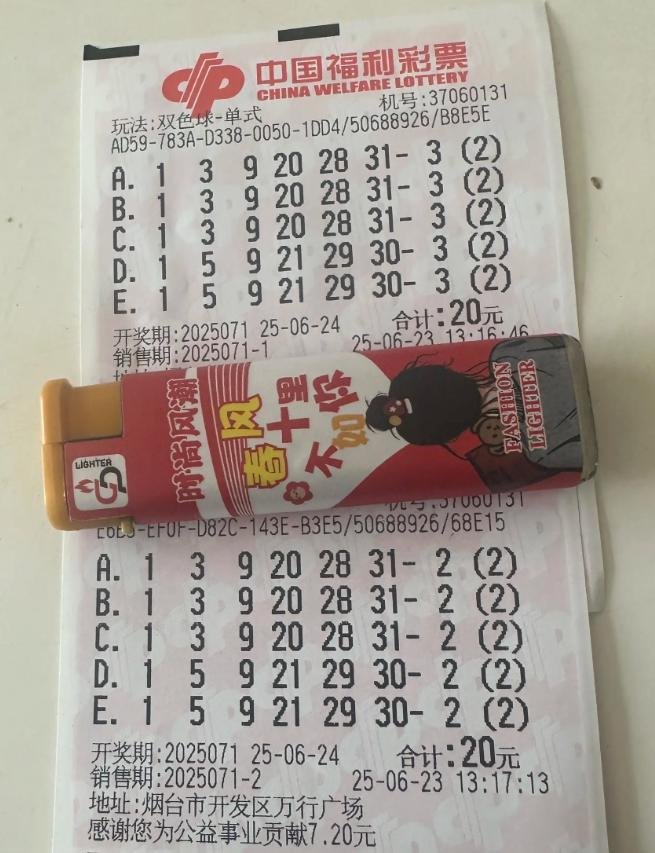 中国福利彩票
CHINA WELFARE LOTTERY
玩法:双色球-单式 机号:37060131
AD59-783A-D338-0050-1DD4/50688926/B8E5E
A. 1 3 9 20 28 31- 3 (2)
B. 1 3 9 20 28 31- 3 (2)
C. 1 3 9 20 28 31- 3 (2)
D. 1 5 9 21 29 30- 3 (2)
E. 1 5 9 21 29 30- 3 (2)
开奖期:2025071 25-06-24 合计:20元
销售期:2025071-1 25-06-23 13:16:46
LIGHTER
时尚风潮
春风十里
不如你
FASHION
LIGHTER
机号:37060131
-EF0F-D82C-143E-B3E5/50688926/68E15
A. 1 3 9 20 28 31- 2 (2)
B. 1 3 9 20 28 31- 2 (2)
C. 1 3 9 20 28 31- 2 (2)
D. 1 5 9 21 29 30- 2 (2)
E. 1 5 9 21 29 30- 2 (2)
开奖期:2025071 25-06-24 合计:20元
销售期:2025071-2 25-06-23 13:17:13
地址:烟台市开发区万行广场
感谢您为公益事业贡献7.20元